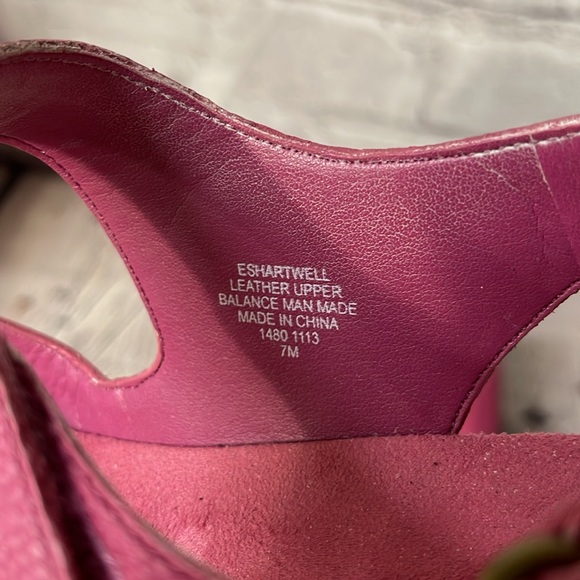 ESHARTWELL
LEATHER UPPER
BALANCE MAN MADE
MADE IN CHINA
1480 1113
7M